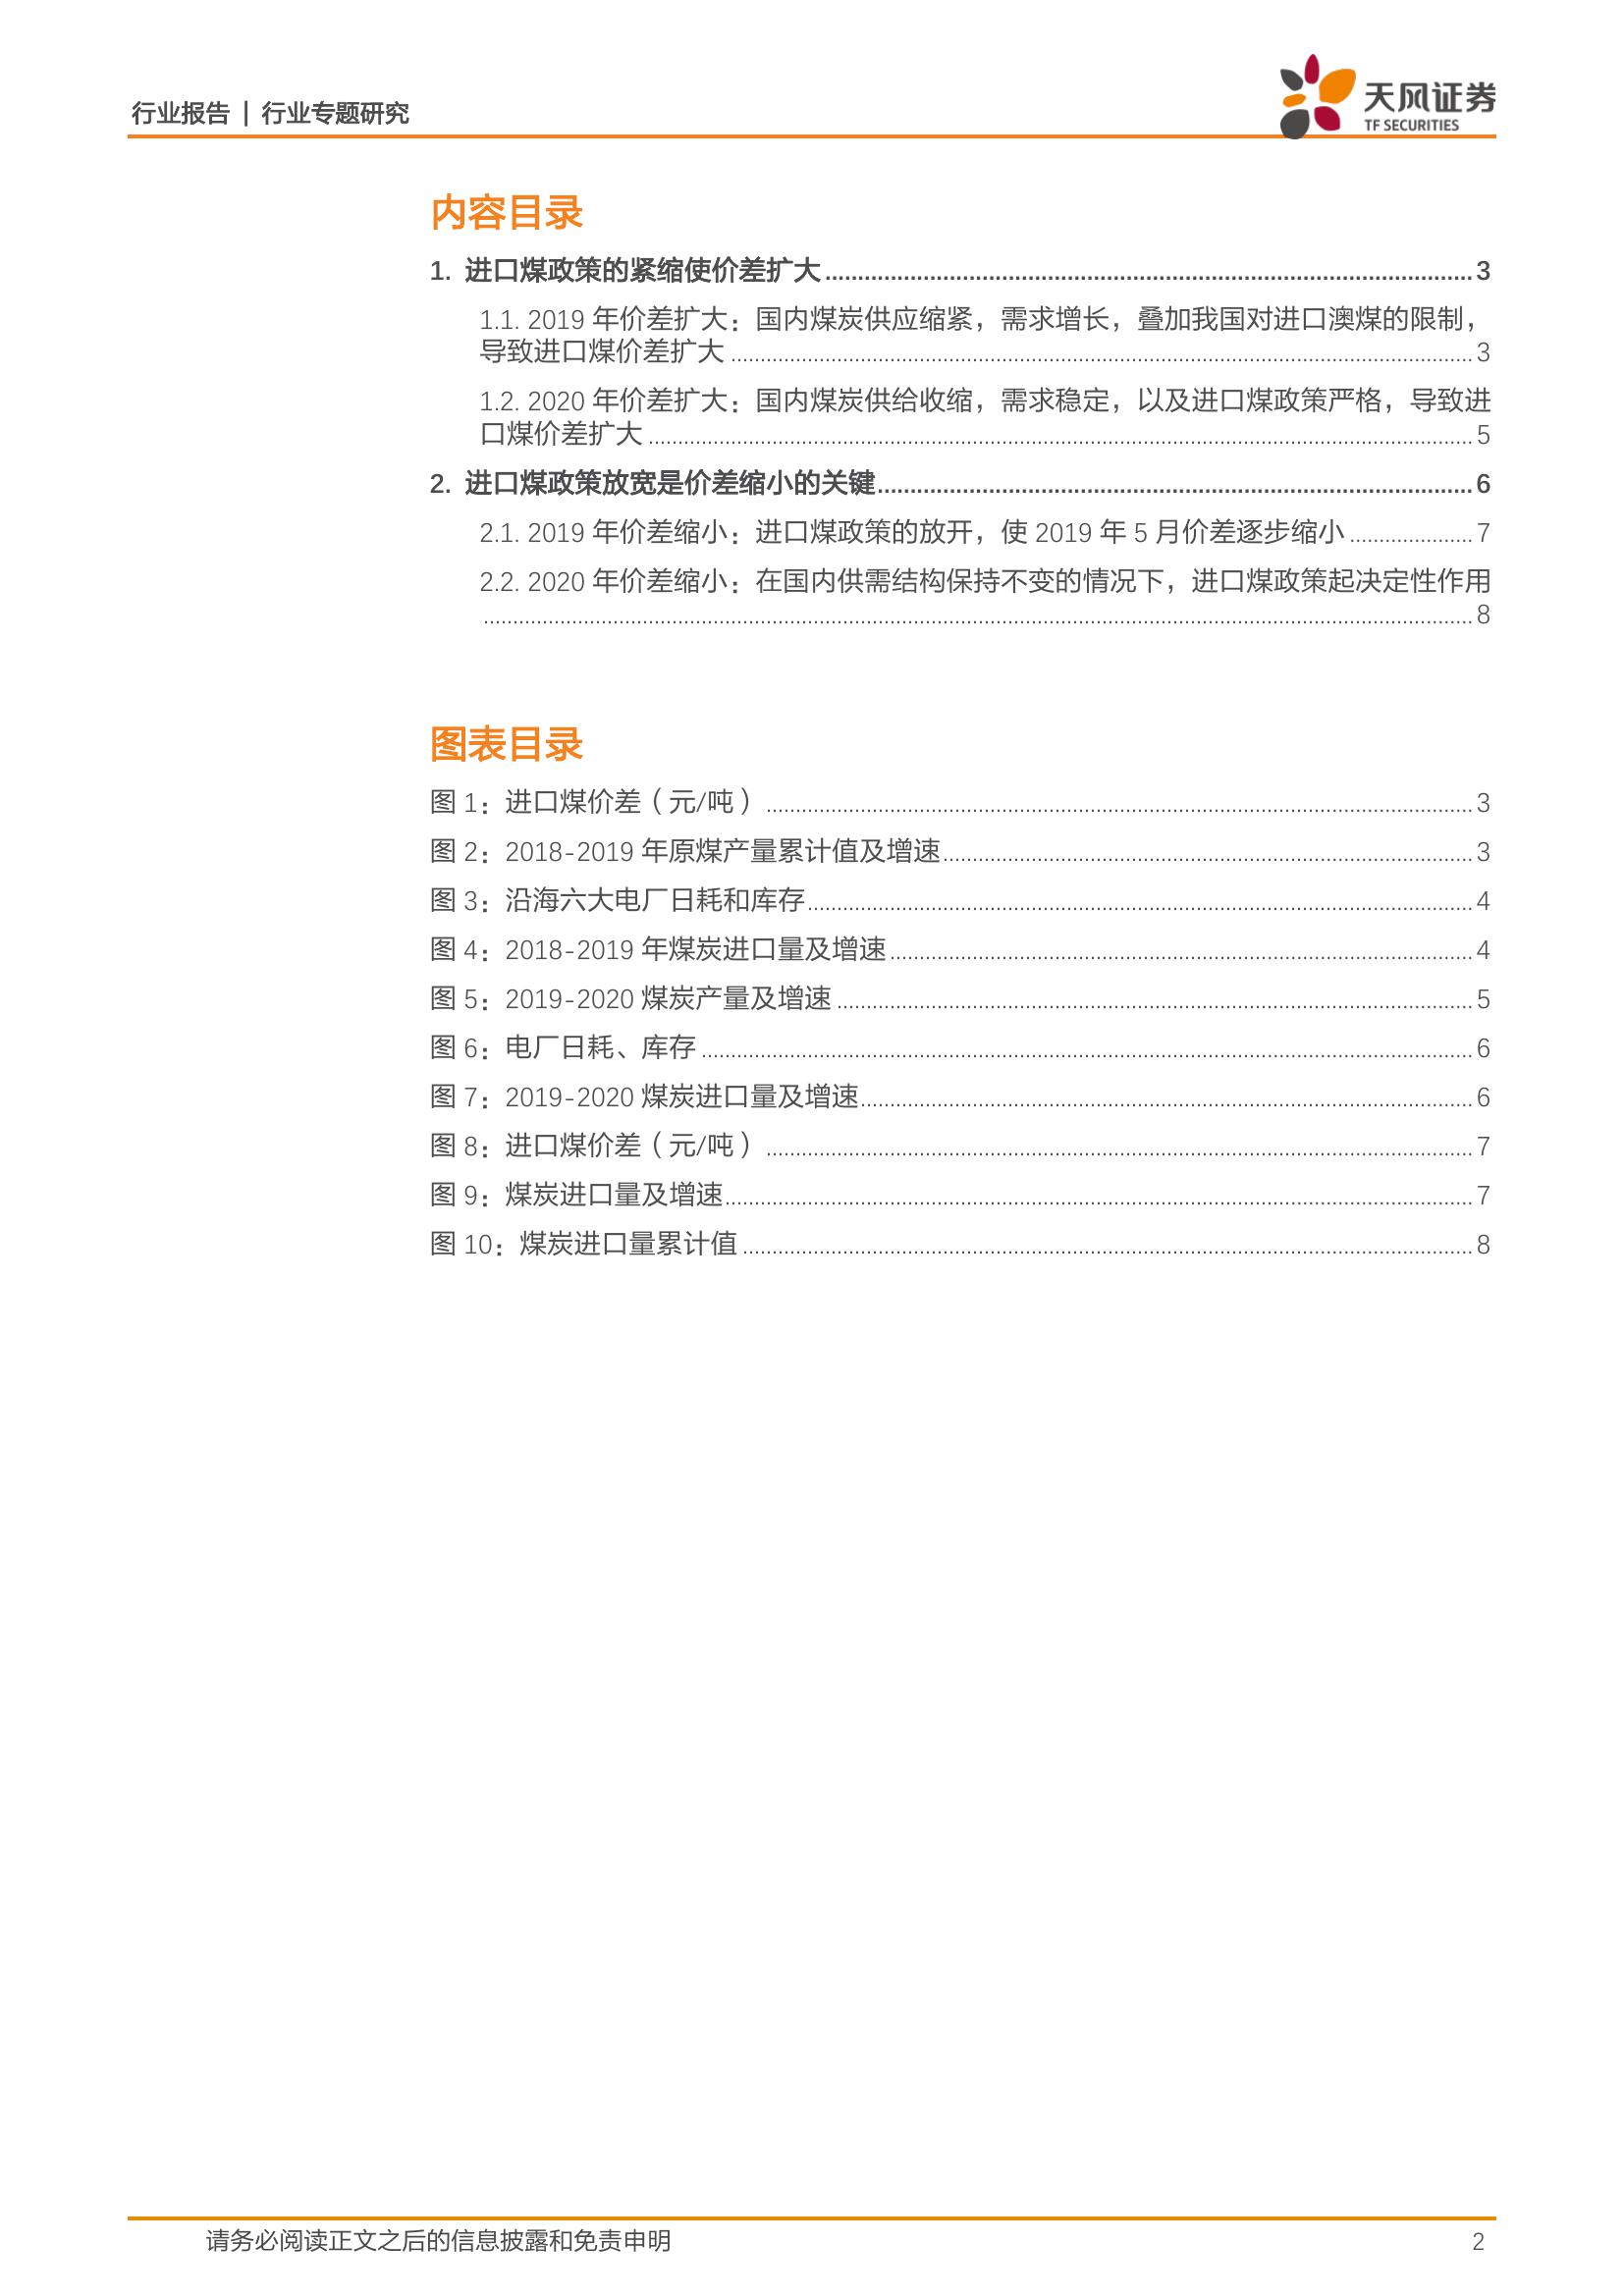 行业报告 | 行业专题研究
天风证券
TF SECURITIES
内容目录
1. 进口煤政策的紧缩使价差扩大 3
1.1. 2019 年价差扩大：国内煤炭供应缩紧，需求增长，叠加我国对进口澳煤的限制，
导致进口煤价差扩大 3
1.2. 2020 年价差扩大：国内煤炭供给收缩，需求稳定，以及进口煤政策严格，导致进
口煤价差扩大 5
2. 进口煤政策放宽是价差缩小的关键 6
2.1. 2019 年价差缩小：进口煤政策的放开，使 2019 年 5 月价差逐步缩小 7
2.2. 2020 年价差缩小：在国内供需结构保持不变的情况下，进口煤政策起决定性作用
8
图表目录
图 1：进口煤价差（元/吨） 3
图 2：2018-2019 年原煤产量累计值及增速 3
图 3：沿海六大电厂日耗和库存 4
图 4：2018-2019 年煤炭进口量及增速 4
图 5：2019-2020 煤炭产量及增速 5
图 6：电厂日耗、库存 6
图 7：2019-2020 煤炭进口量及增速 6
图 8：进口煤价差（元/吨） 7
图 9：煤炭进口量及增速 7
图 10：煤炭进口量累计值 8
请务必阅读正文之后的信息披露和免责申明 2